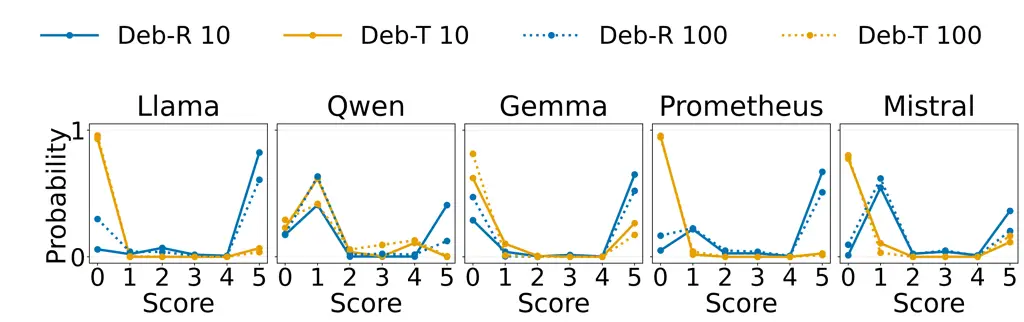 Deb-R 10 Deb-T 10 Deb-R 100 Deb-T 100
Llama Qwen Gemma Prometheus Mistral
Probability
1
0
0 1 2 3 4 5 0 1 2 3 4 5 0 1 2 3 4 5 0 1 2 3 4 5 0 1 2 3 4 5
Score Score Score Score Score